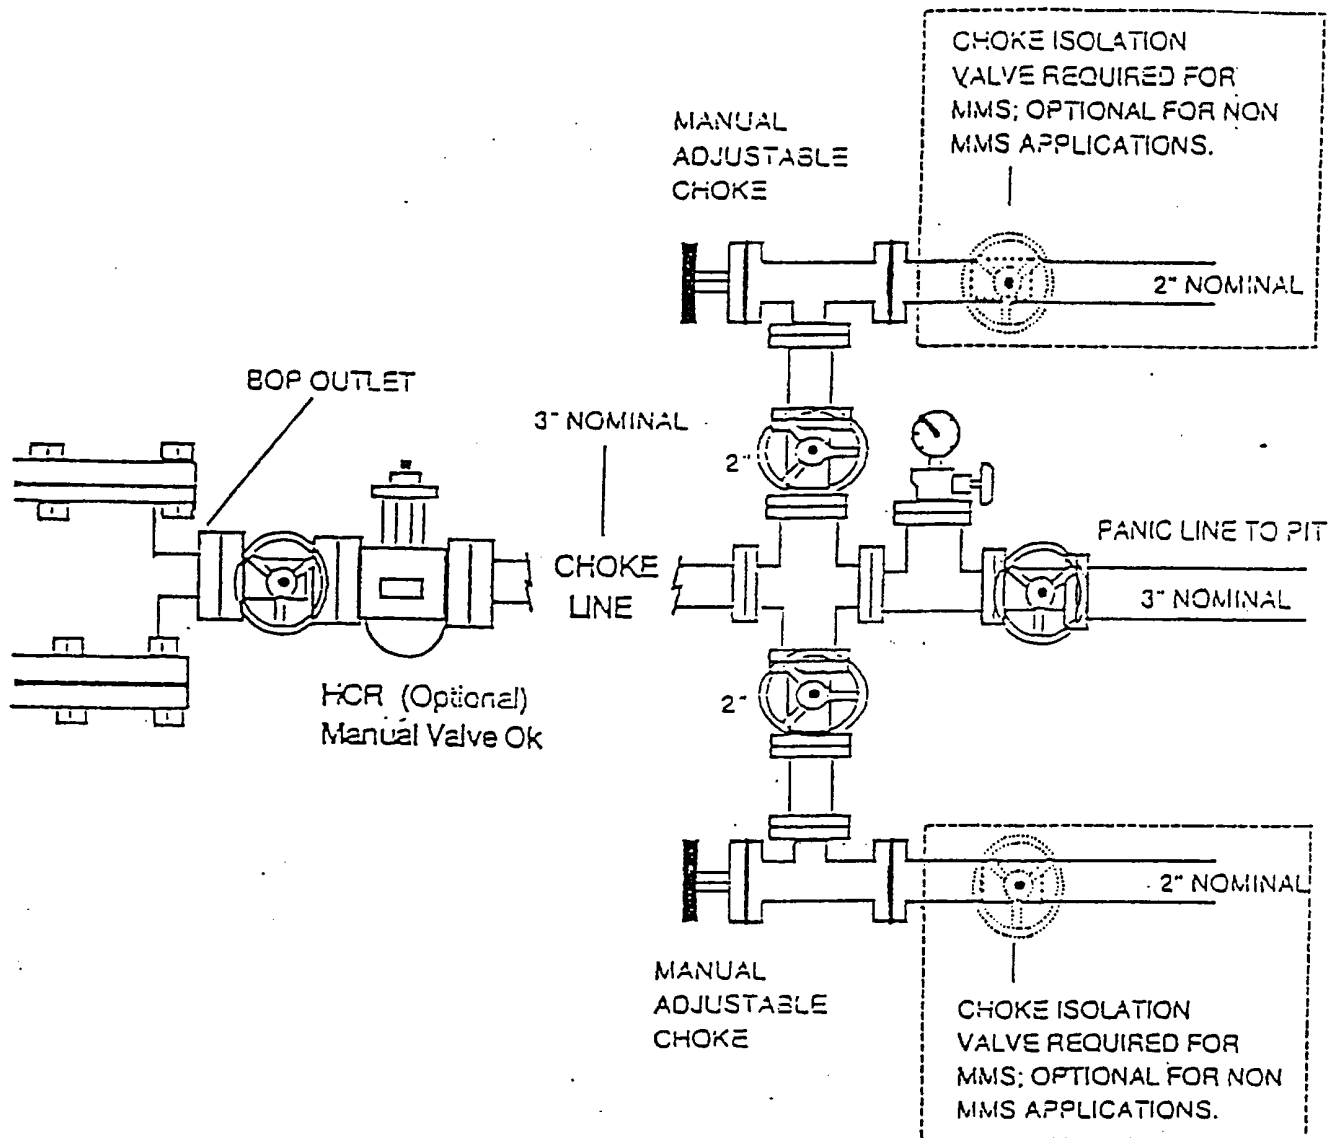 CHOKE ISOLATION
VALVE REQUIRED FOR
MMS; OPTIONAL FOR NON
MMS APPLICATIONS.
MANUAL
ADJUSTABLE
CHOKE
2" NOMINAL
BOP OUTLET
3" NOMINAL
2"
PANIC LINE TO PIT
CHOKE
LINE
3" NOMINAL
HCR (Optional)
Manual Valve Ok
2"
2" NOMINAL
MANUAL
ADJUSTABLE
CHOKE
CHOKE ISOLATION
VALVE REQUIRED FOR
MMS; OPTIONAL FOR NON
MMS APPLICATIONS.